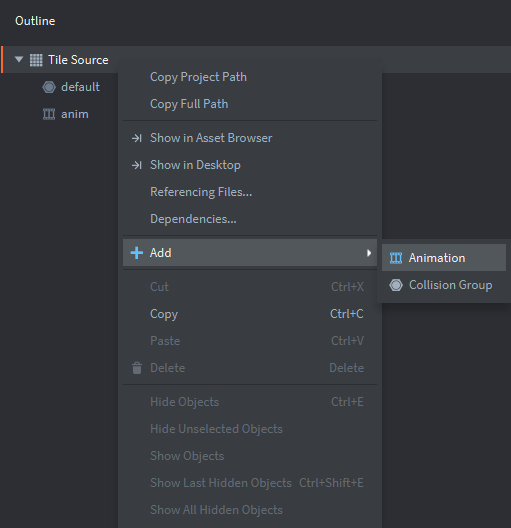 Outline
Tile Source
default
anim
Copy Project Path
Copy Full Path
Show in Asset Browser
Show in Desktop
Referencing Files...
Dependencies...
Add
Animation
Collision Group
Cut Ctrl+X
Copy Ctrl+C
Paste Ctrl+V
Delete Delete
Hide Objects Ctrl+E
Hide Unselected Objects
Show Objects
Show Last Hidden Objects Ctrl+Shift+E
Show All Hidden Objects